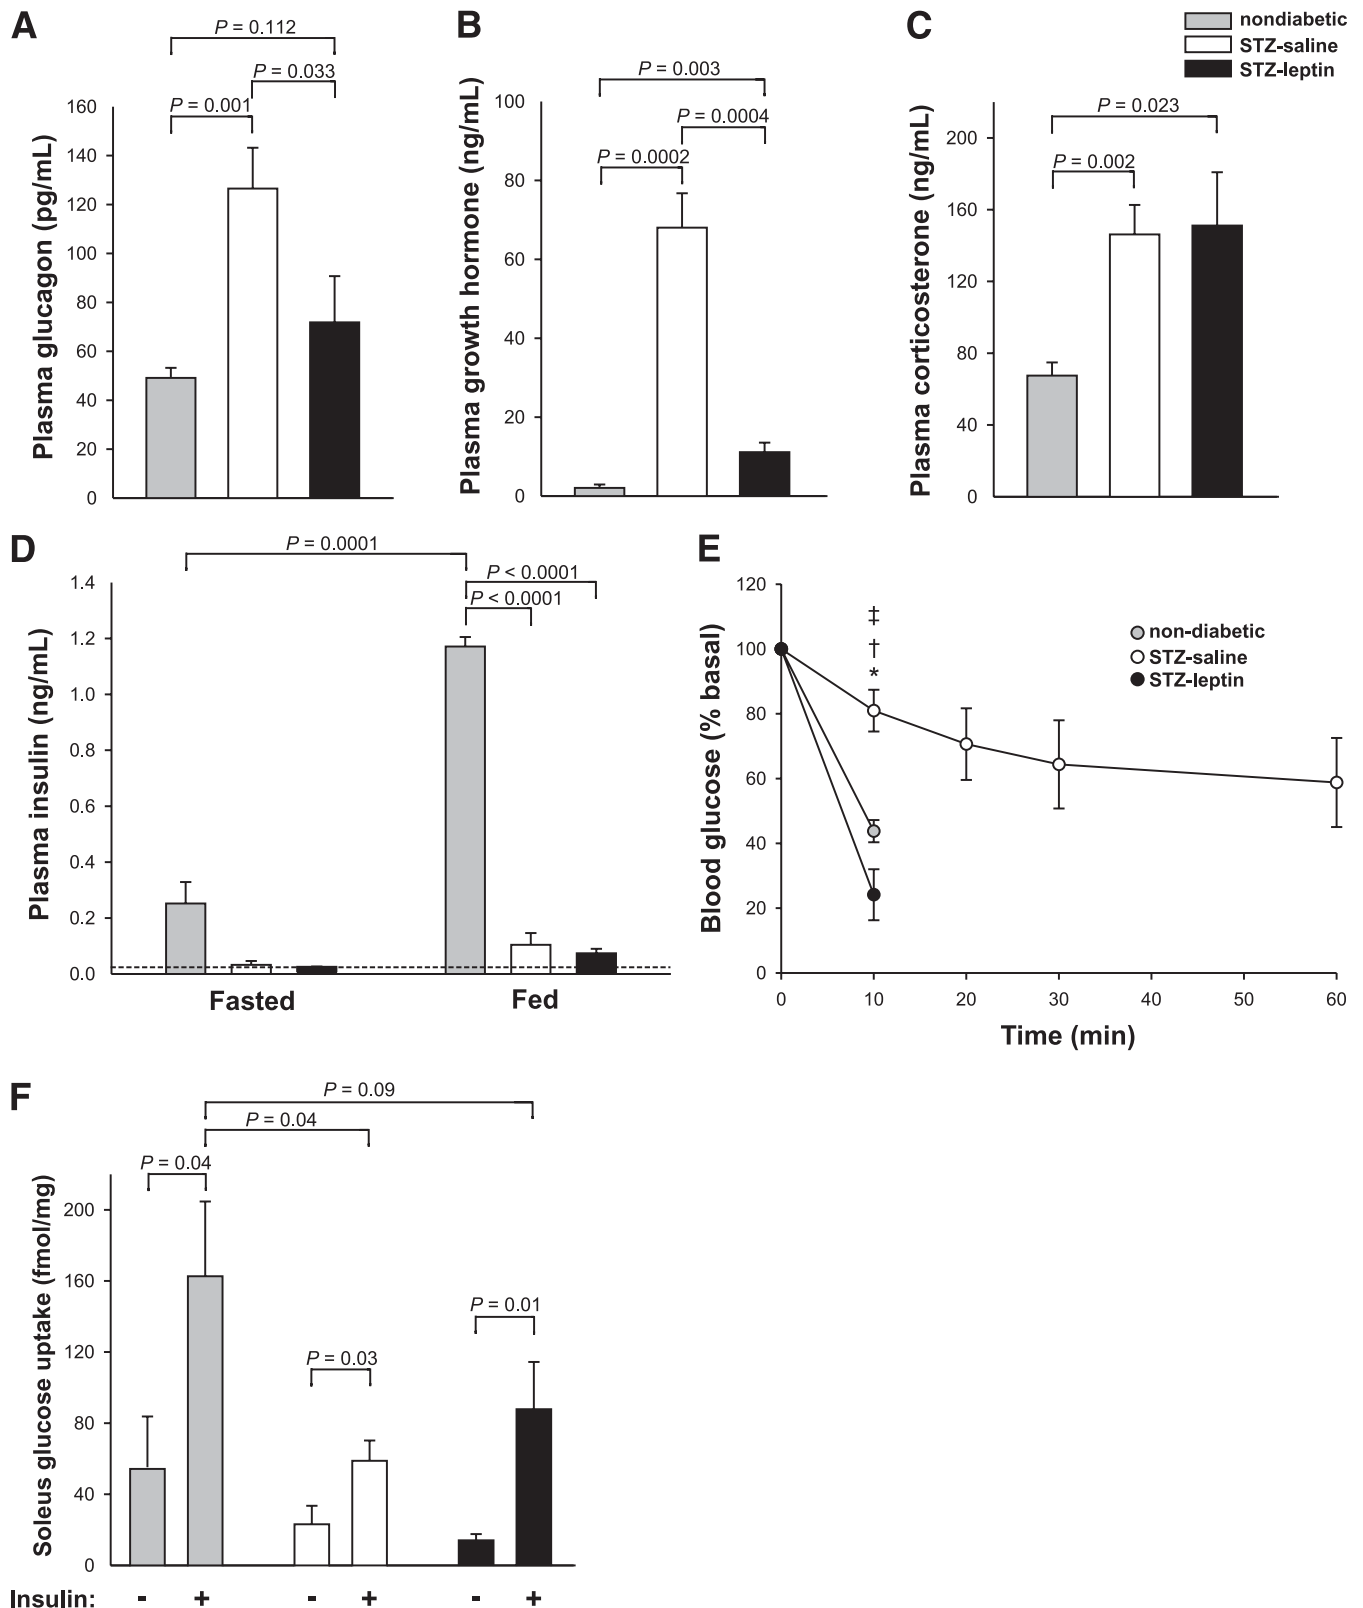 A
P = 0.112
P = 0.033
P = 0.001
160
140
120
100
80
60
40
20
0
Plasma glucagon (pg/mL)
B
P = 0.003
P = 0.0004
P = 0.0002
100
80
60
40
20
0
Plasma growth hormone (ng/mL)
C
nondiabetic
STZ-saline
STZ-leptin
P = 0.023
P = 0.002
200
160
120
80
40
0
Plasma corticosterone (ng/mL)
D
P = 0.0001
P < 0.0001
P < 0.0001
1.4
1.2
1.0
0.8
0.6
0.4
0.2
0.0
Plasma insulin (ng/mL)
Fasted
Fed
E
120
100
80
60
40
20
0
Blood glucose (% basal)
‡
†
*
non-diabetic
STZ-saline
STZ-leptin
0 10 20 30 40 50 60
Time (min)
F
P = 0.09
P = 0.04
P = 0.04
P = 0.03
P = 0.01
200
160
120
80
40
0
Soleus glucose uptake (fmol/mg)
Insulin: - + - + - +